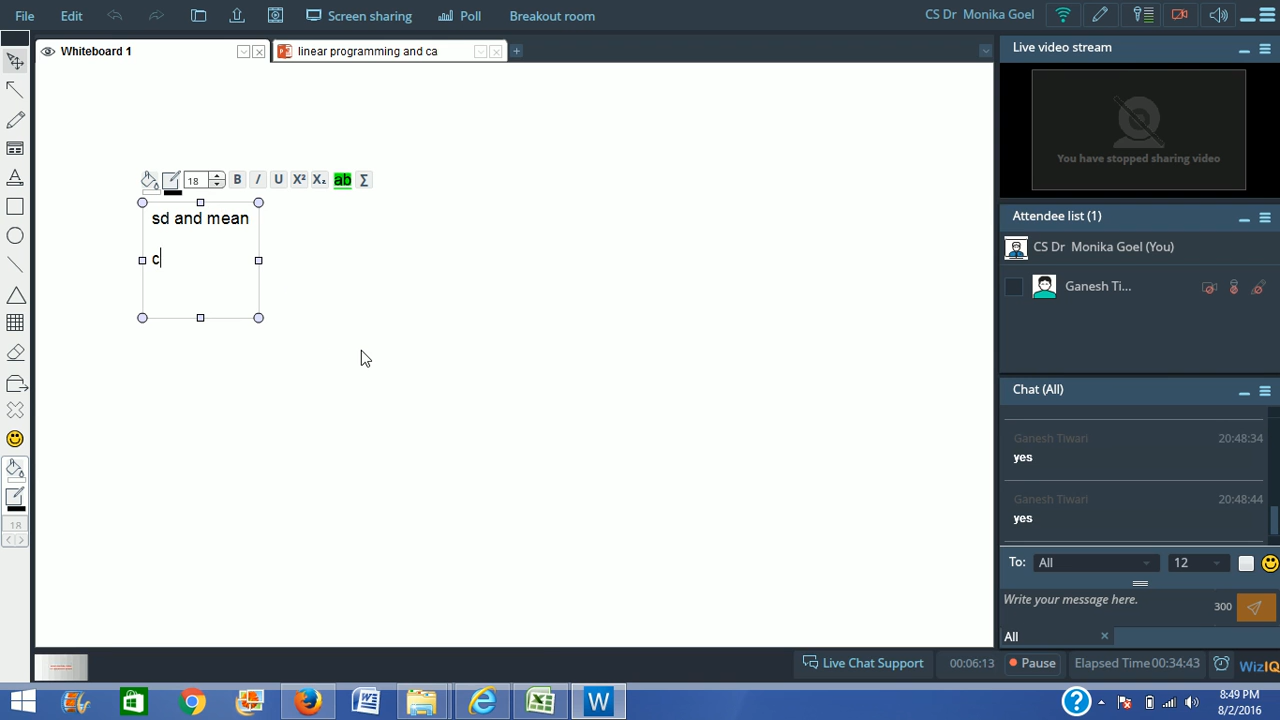 File Edit Screen sharing Poll Breakout room CS Dr Monika Goel
Whiteboard 1 linear programming and ca
18 B I U X² X₂ ab Σ
sd and mean
c
18
Live video stream
You have stopped sharing video
Attendee list (1)
CS Dr Monika Goel (You)
Ganesh Ti...
Chat (All)
Ganesh Tiwari 20:48:34
yes
Ganesh Tiwari 20:48:44
yes
To: All 12
Write your message here. 300
All
Live Chat Support 00:06:13 Pause Elapsed Time 00:34:43 WizIQ
8:49 PM
8/2/2016